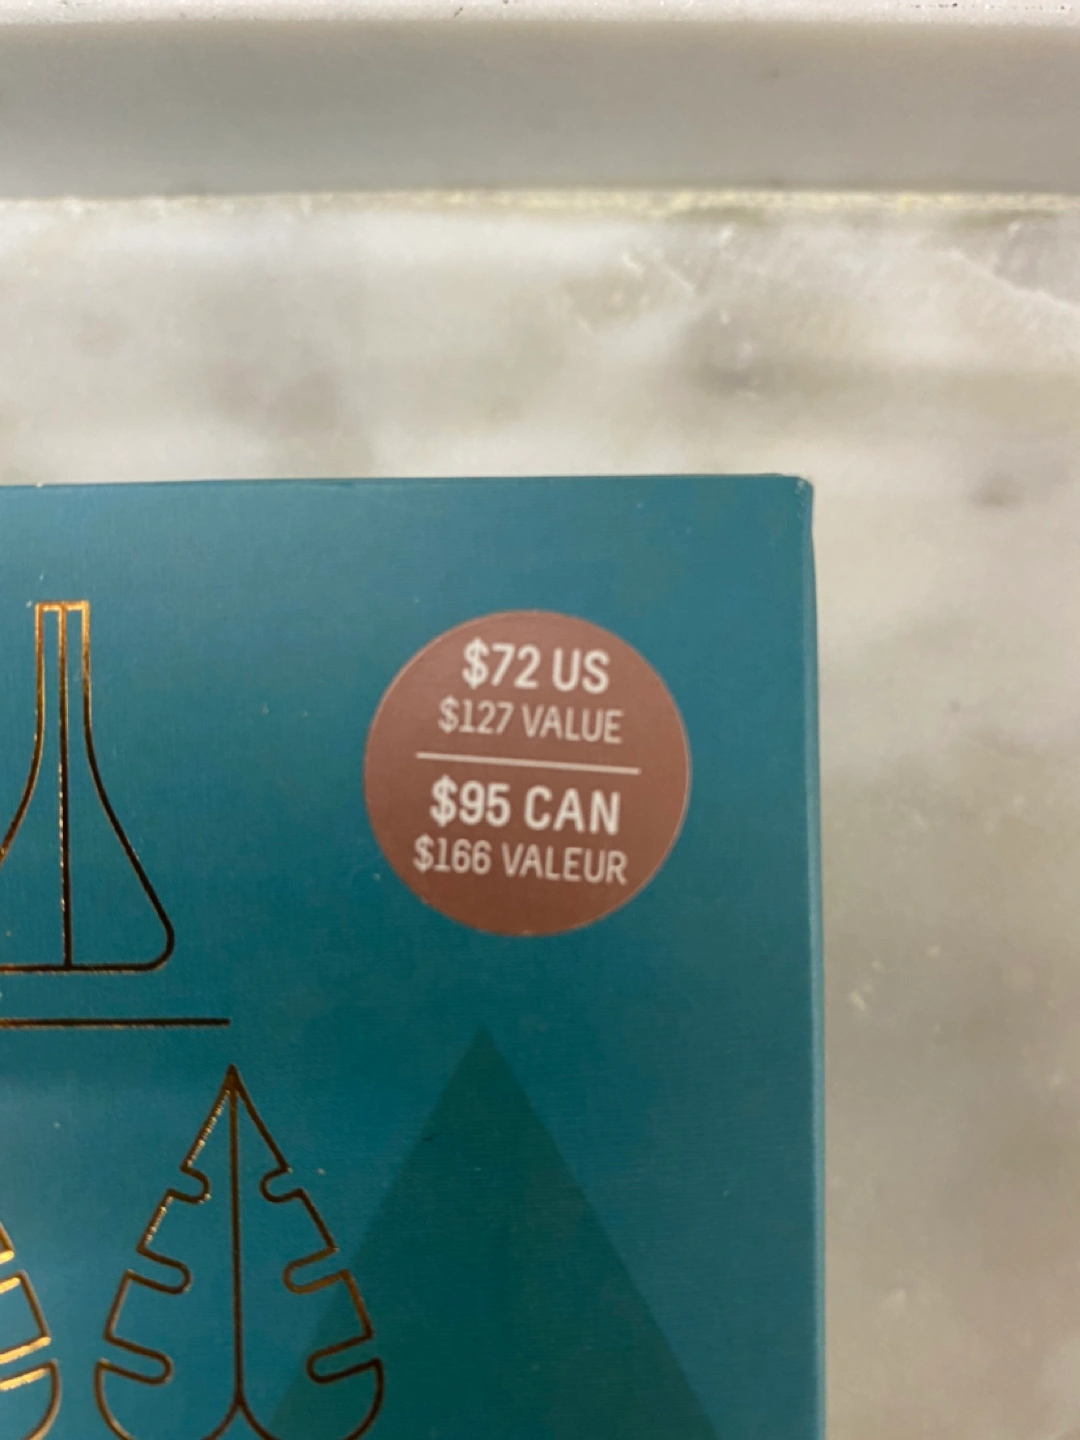 $72 US
$127 VALUE
$95 CAN
$166 VALEUR